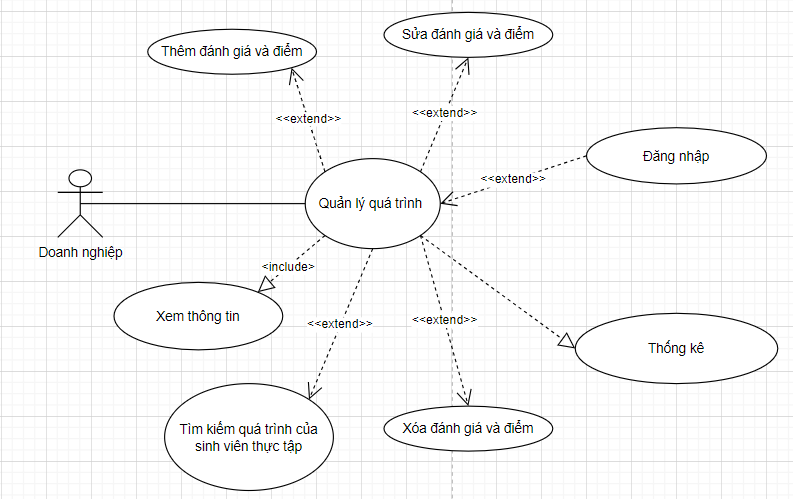 Sửa đánh giá và điểm
Thêm đánh giá và điểm
<<extend>>
<<extend>>
Đăng nhập
<<extend>>
Quản lý quá trình
Doanh nghiệp
<include>
Xem thông tin
<<extend>>
<<extend>>
Thống kê
Tìm kiếm quá trình của
sinh viên thực tập
Xóa đánh giá và điểm